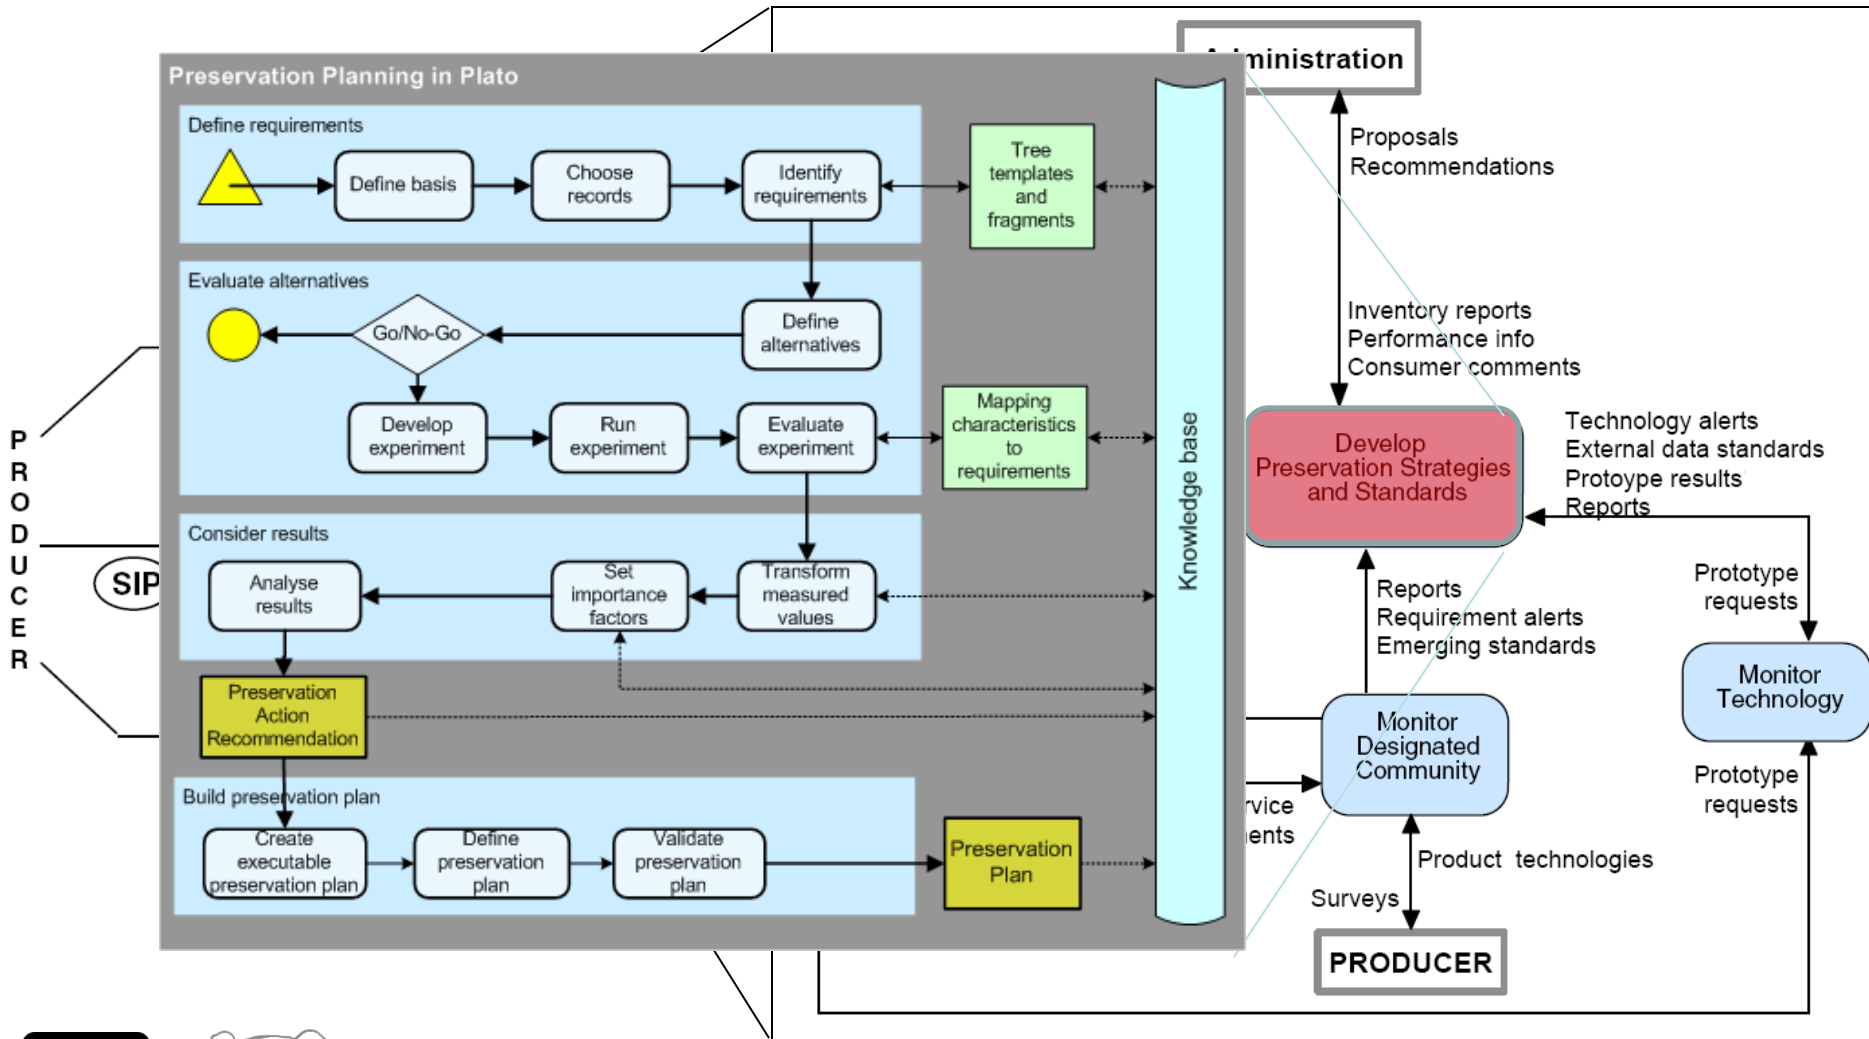 Preservation Planning in Plato
Define requirements
Define basis
Choose
records
Identify
requirements
Tree
templates
and
fragments
Evaluate alternatives
Go/No-Go
Define
alternatives
Develop
experiment
Run
experiment
Evaluate
experiment
Mapping
characteristics
to
requirements
Consider results
Analyse
results
Set
importance
factors
Transform
measured
values
Preservation
Action
Recommendation
Build preservation plan
Create
executable
preservation plan
Define
preservation
plan
Validate
preservation
plan
Preservation
Plan
Knowledge base
PRODUCER
SIP
ministration
Proposals
Recommendations
Inventory reports
Performance info
Consumer comments
Develop
Preservation Strategies
and Standards
Technology alerts
External data standards
Protoype results
Reports
Prototype
requests
Reports
Requirement alerts
Emerging standards
Monitor
Technology
Monitor
Designated
Community
Prototype
requests
Product technologies
Surveys
PRODUCER